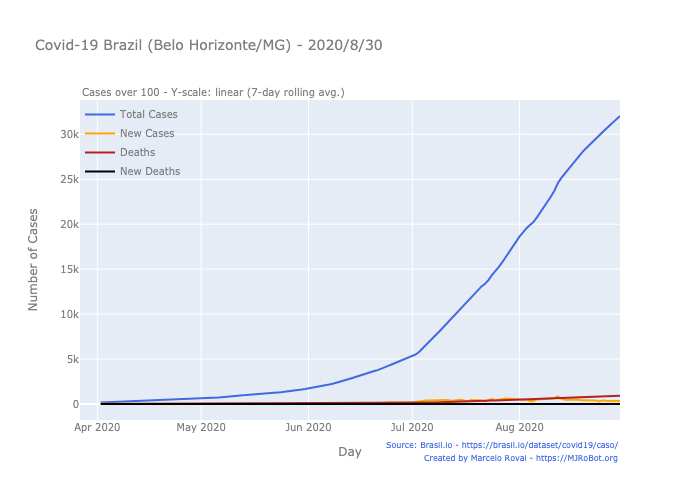 Covid-19 Brazil (Belo Horizonte/MG) - 2020/8/30
Cases over 100 - Y-scale: linear (7-day rolling avg.)
Total Cases
New Cases
Deaths
New Deaths
30k
25k
20k
15k
10k
5k
0
Number of Cases
Apr 2020
May 2020
Jun 2020
Jul 2020
Aug 2020
Day
Source: Brasil.io - https://brasil.io/dataset/covid19/caso/
Created by Marcelo Rovai - https://MJRoBot.org